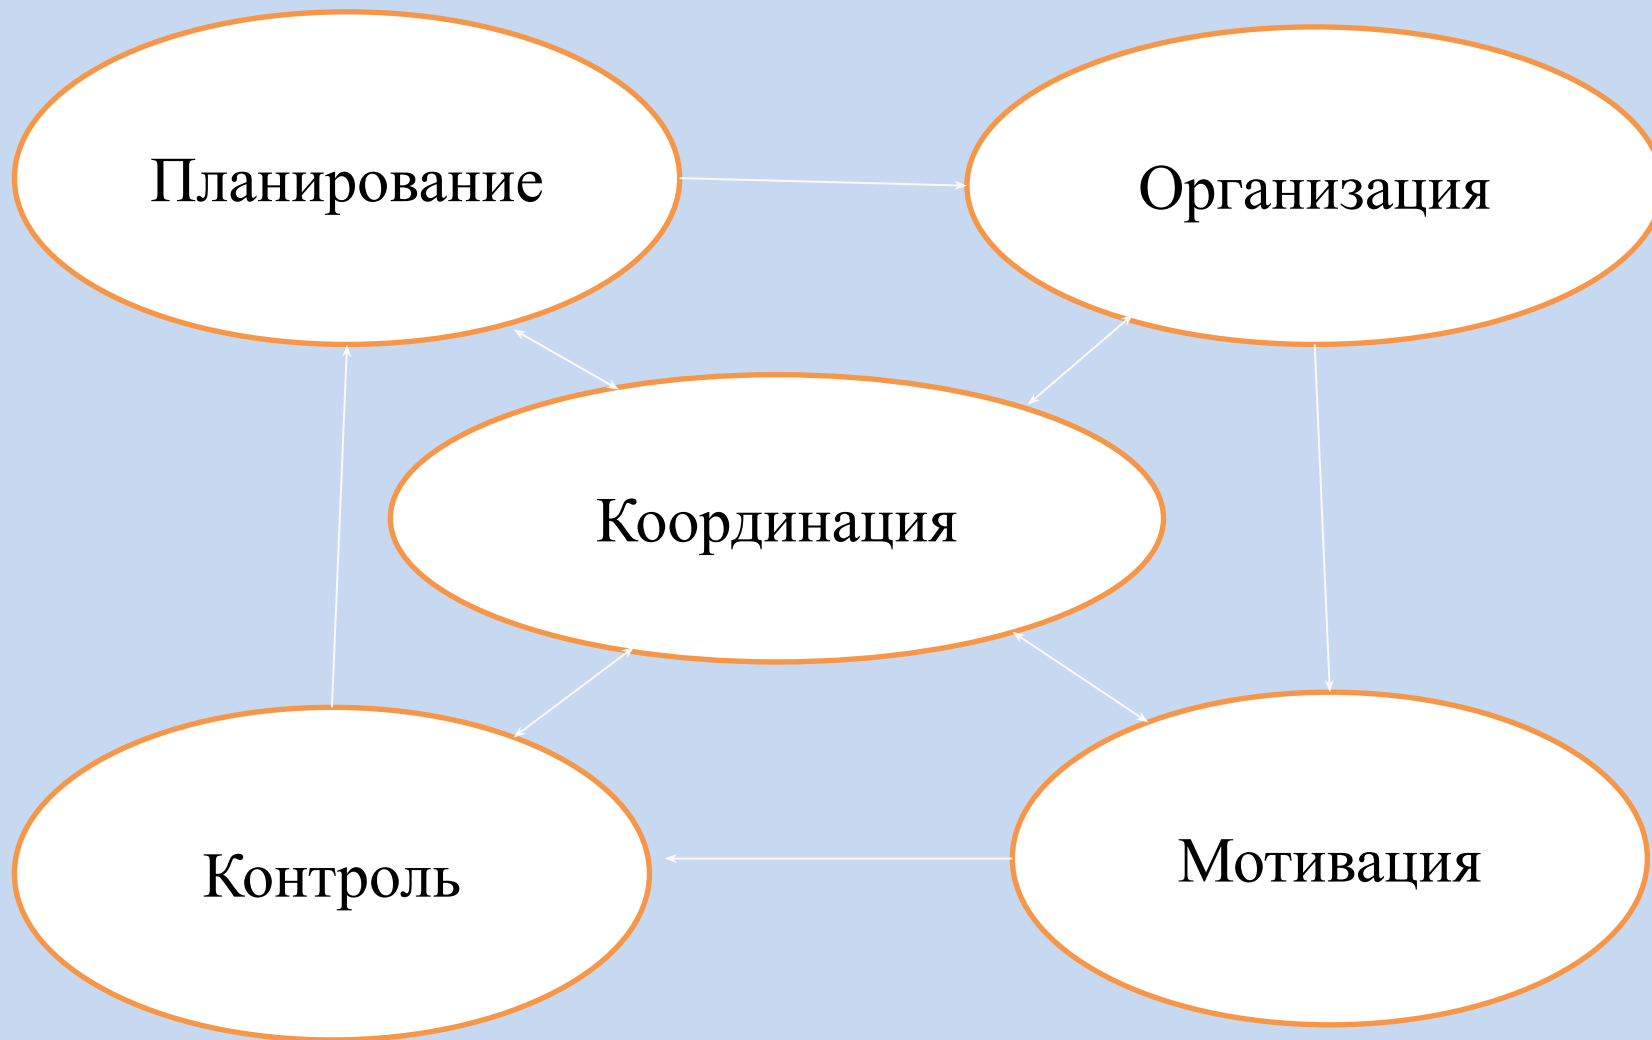 Планирование
Организация
Координация
Контроль
Мотивация